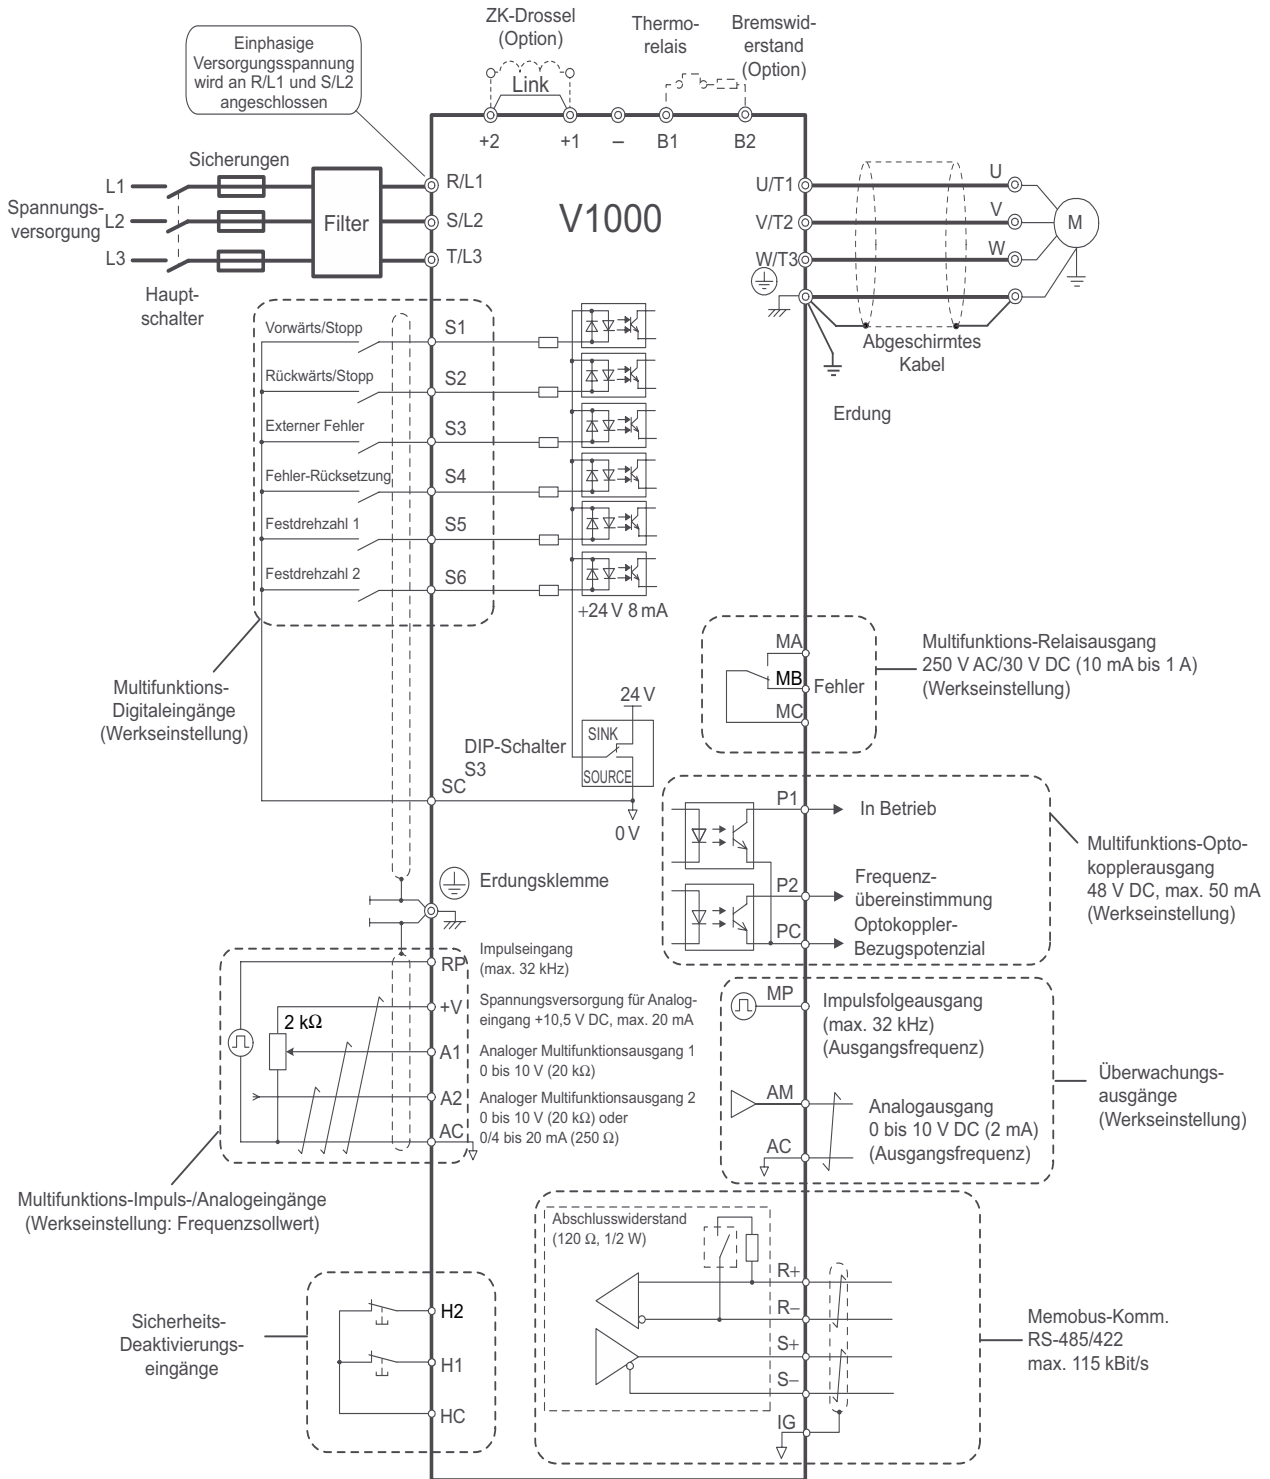 ZK-Drossel
(Option)
Thermo-
relais
Bremswid-
erstand
(Option)
Einphasige
Versorgungsspannung
wird an R/L1 und S/L2
angeschlossen
Link
+2
+1
–
B1
B2
Sicherungen
L1
L2
L3
Spannungs-
versorgung
Filter
Haupt-
schalter
R/L1
S/L2
T/L3
V1000
U/T1
V/T2
W/T3
U
V
W
M
Abgeschirmtes
Kabel
Erdung
Vorwärts/Stopp
S1
Rückwärts/Stopp
S2
Externer Fehler
S3
Fehler-Rücksetzung
S4
Festdrehzahl 1
S5
Festdrehzahl 2
S6
+24 V 8 mA
Multifunktions-
Digitaleingänge
(Werkseinstellung)
24 V
DIP-Schalter
S3
SINK
SOURCE
SC
0 V
MA
MB
MC
Fehler
Multifunktions-Relaisausgang
250 V AC/30 V DC (10 mA bis 1 A)
(Werkseinstellung)
P1
In Betrieb
P2
Frequenz-
übereinstimmung
PC
Optokoppler-
Bezugspotenzial
Multifunktions-Opto-
kopplerausgang
48 V DC, max. 50 mA
(Werkseinstellung)
Erdungsklemme
RP
Impulseingang
(max. 32 kHz)
+V
Spannungsversorgung für Analog-
eingang +10,5 V DC, max. 20 mA
2 kΩ
A1
Analoger Multifunktionsausgang 1
0 bis 10 V (20 kΩ)
A2
Analoger Multifunktionsausgang 2
0 bis 10 V (20 kΩ) oder
0/4 bis 20 mA (250 Ω)
AC
Multifunktions-Impuls-/Analogeingänge
(Werkseinstellung: Frequenzsollwert)
MP
Impulsfolgeausgang
(max. 32 kHz)
(Ausgangsfrequenz)
AM
Analogausgang
0 bis 10 V DC (2 mA)
(Ausgangsfrequenz)
AC
Überwachungs-
ausgänge
(Werkseinstellung)
Sicherheits-
Deaktivierungs-
eingänge
H2
H1
HC
Abschlusswiderstand
(120 Ω, 1/2 W)
R+
R–
S+
S–
IG
Memobus-Komm.
RS-485/422
max. 115 kBit/s